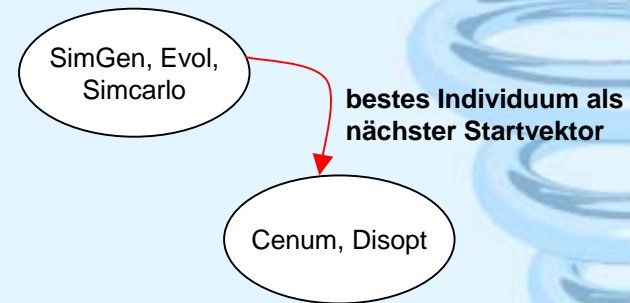 SimGen, Evol,
Simcarlo
bestes Individuum als
nächster Startvektor
Cenum, Disopt